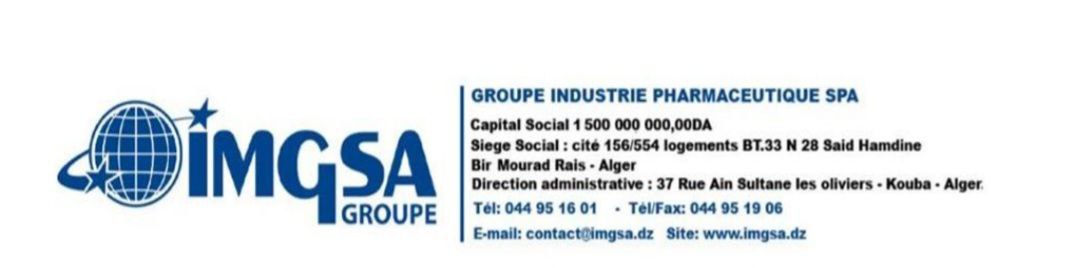 iMGSA
GROUPE
GROUPE INDUSTRIE PHARMACEUTIQUE SPA
Capital Social 1 500 000 000,00DA
Siege Social : cité 156/554 logements BT.33 N 28 Said Hamdine
Bir Mourad Rais - Alger
Direction administrative : 37 Rue Ain Sultane les oliviers - Kouba - Alger.
Tél: 044 95 16 01 - Tél/Fax: 044 95 19 06
E-mail: contact@imgsa.dz Site: www.imgsa.dz